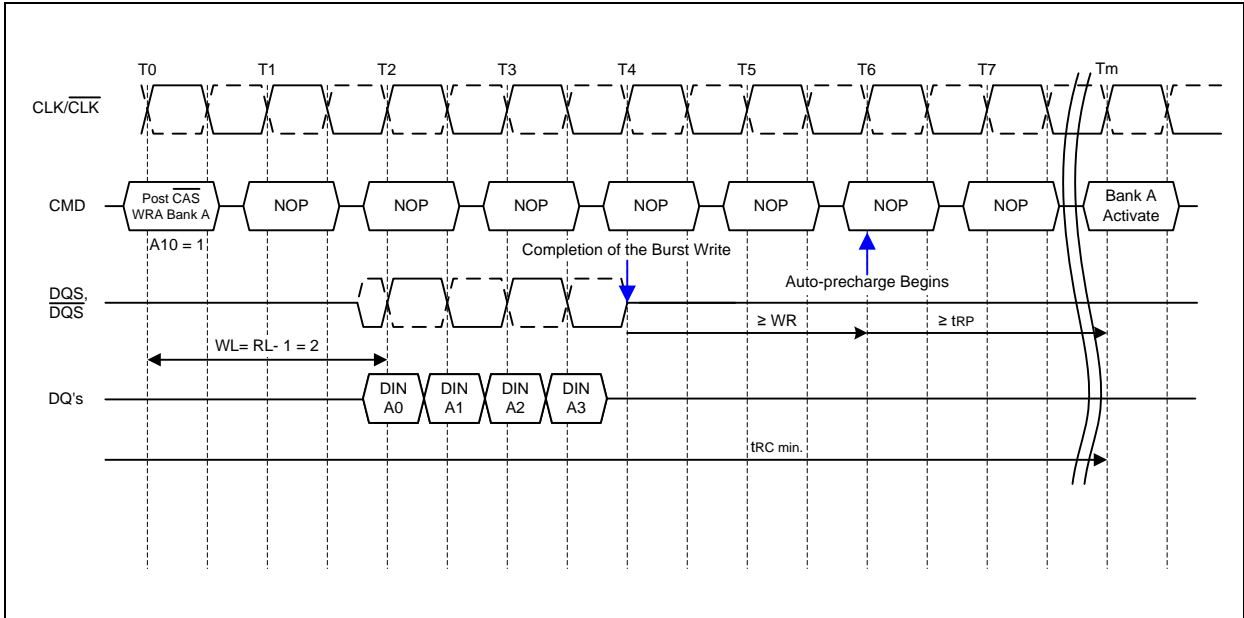 T0 T1 T2 T3 T4 T5 T6 T7 Tm
CLK/CLK
CMD
Post CAS
WRA Bank A
NOP NOP NOP NOP NOP NOP NOP
Bank A
Activate
A10 = 1
Completion of the Burst Write
Auto-precharge Begins
DQS,
DQS
≥ WR
≥ tRP
WL= RL- 1 = 2
DQ's
DIN
A0
DIN
A1
DIN
A2
DIN
A3
tRC min.